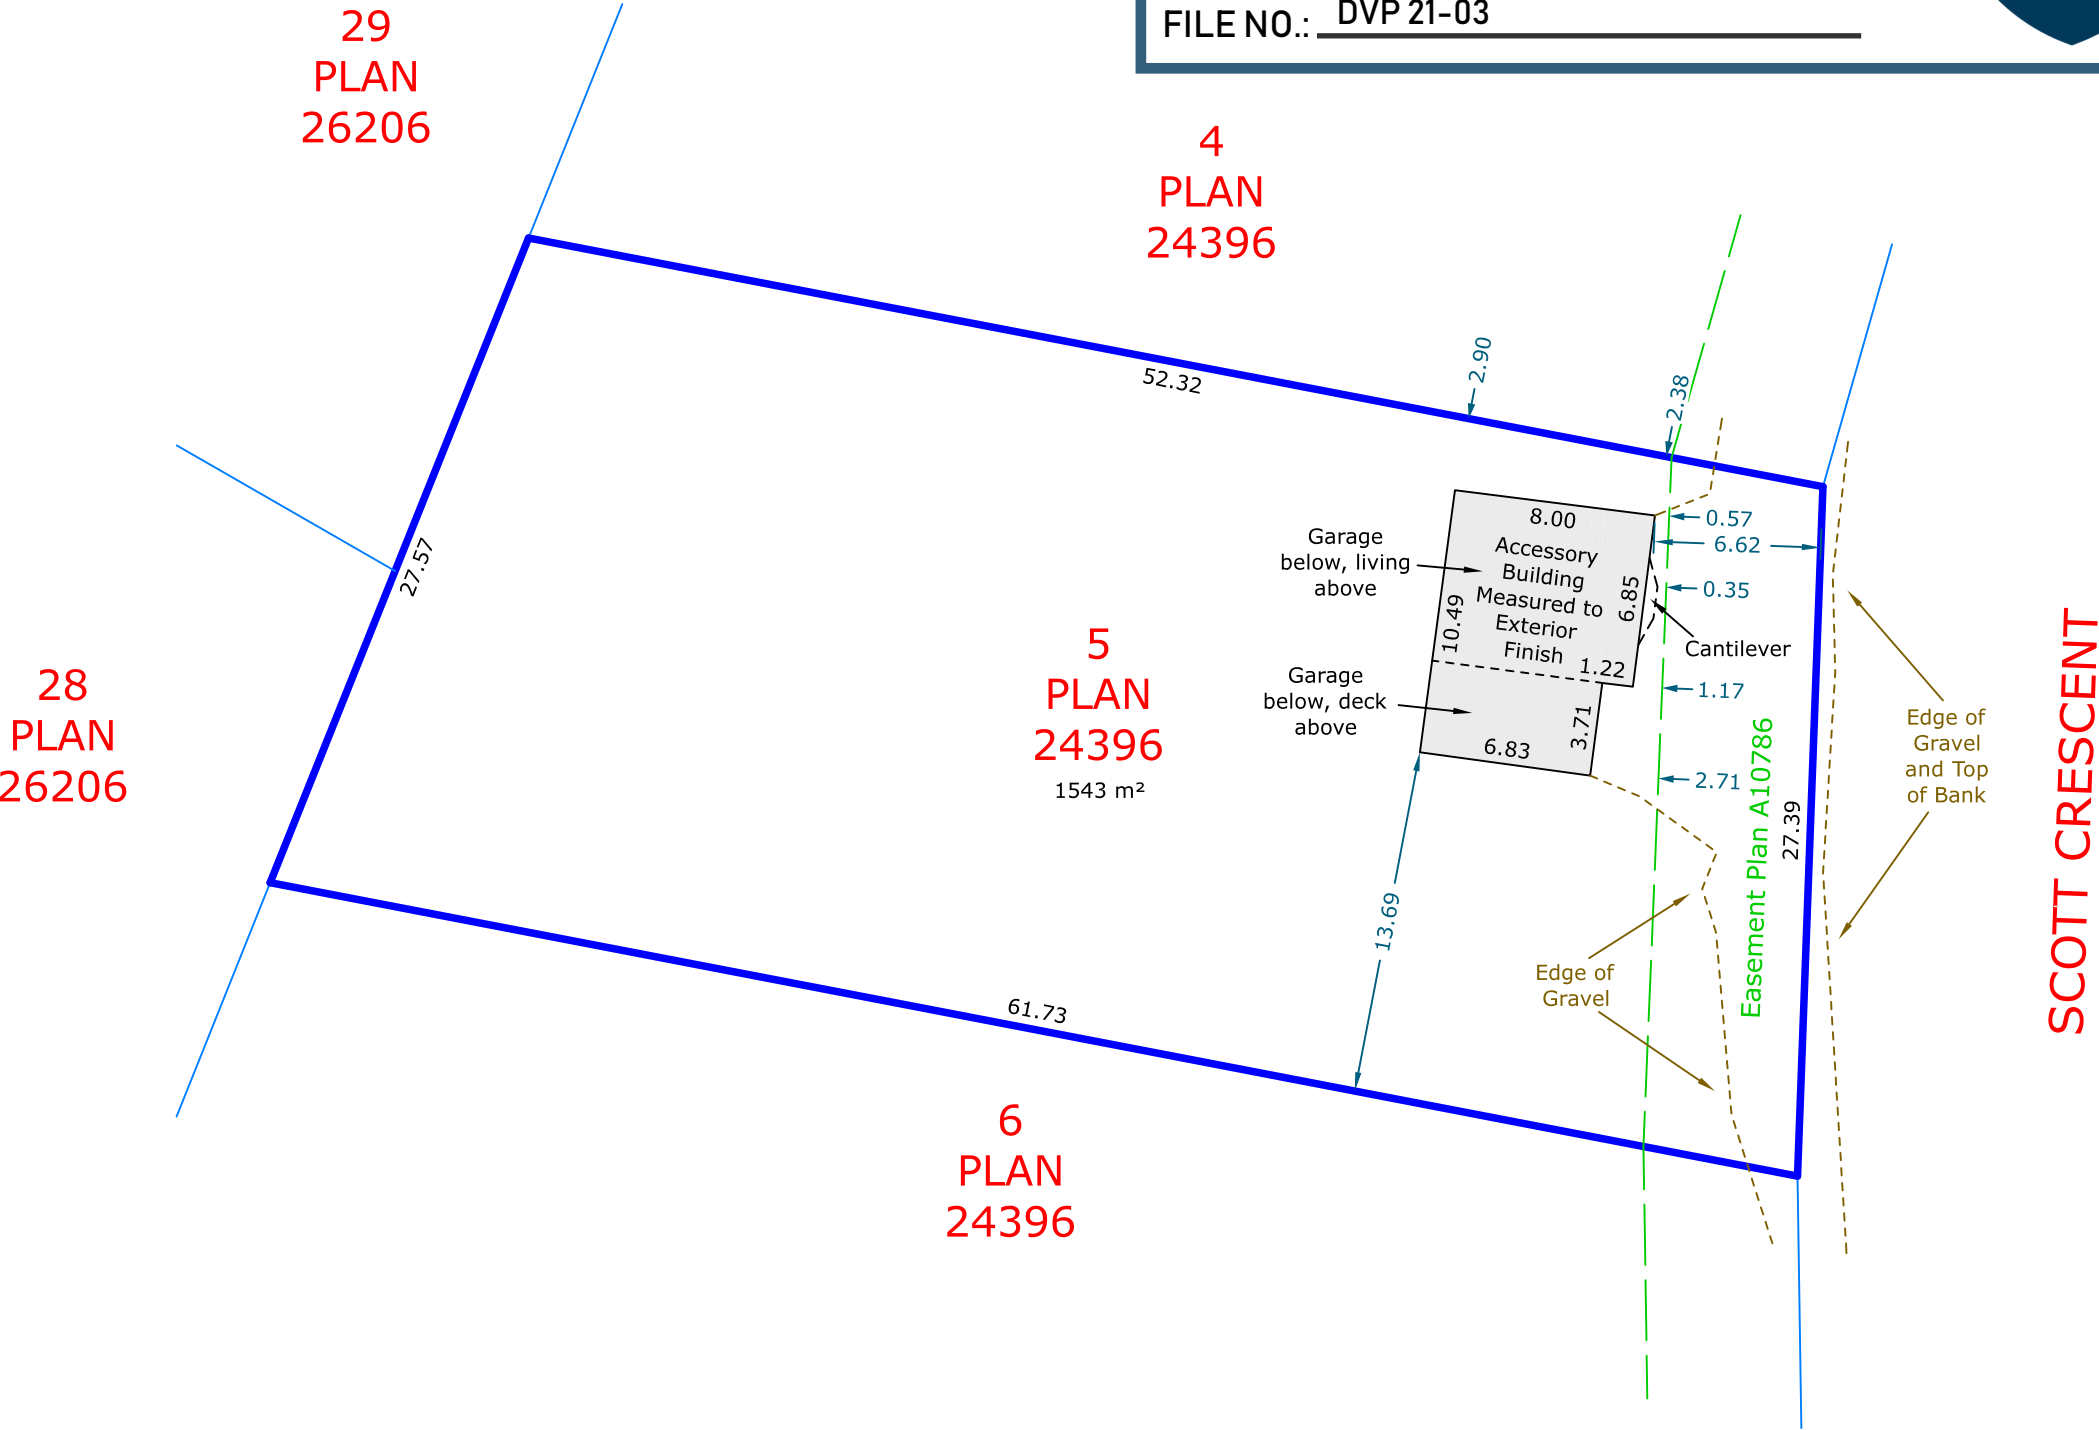 DVP 21-03
FILE NO.:
29
PLAN
26206
4
PLAN
24396
2.90
2.38
52.32
0.57
6.62
0.35
8.00
Accessory
Building
Measured to
Exterior
Finish
6.85
10.49
1.22
Garage
below, living
above
Cantilever
27.57
5
PLAN
24396
1543 m²
Garage
below, deck
above
1.17
3.71
6.83
2.71
28
PLAN
26206
Easement Plan A10786
27.39
Edge of
Gravel
and Top
of Bank
SCOTT CRESCENT
13.69
Edge of
Gravel
61.73
6
PLAN
24396